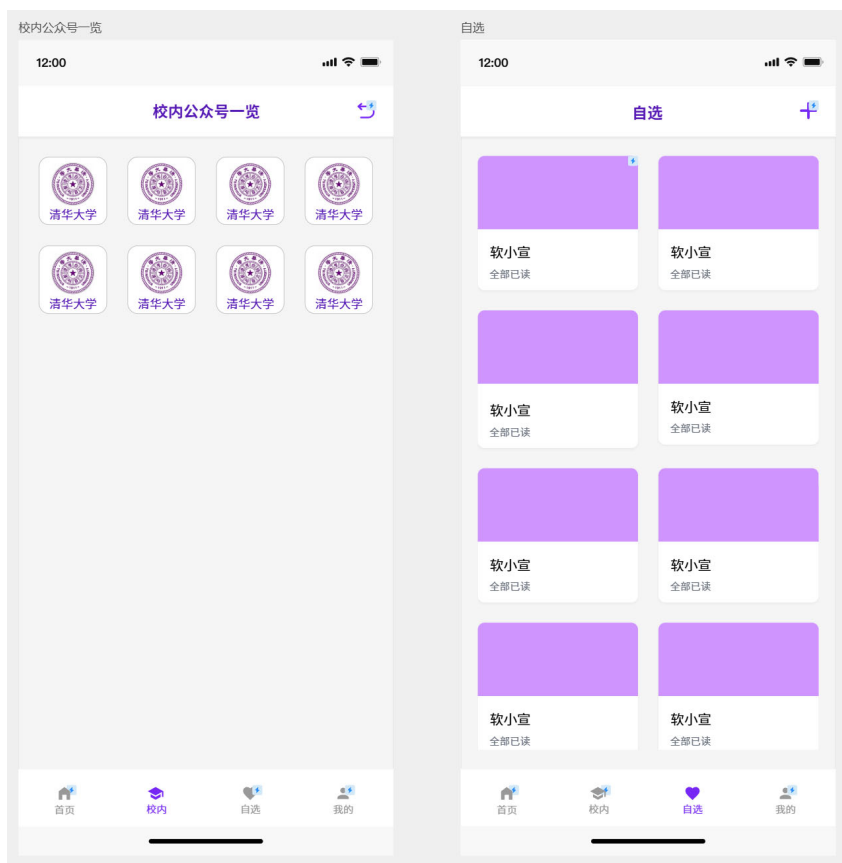 校内公众号一览
12:00
校内公众号一览
清华大学 清华大学 清华大学 清华大学
清华大学 清华大学 清华大学 清华大学
首页 校内 自选 我的
自选
12:00
自选
软小宣 软小宣
全部已读 全部已读
软小宣 软小宣
全部已读 全部已读
软小宣 软小宣
全部已读 全部已读
软小宣 软小宣
全部已读 全部已读
首页 校内 自选 我的